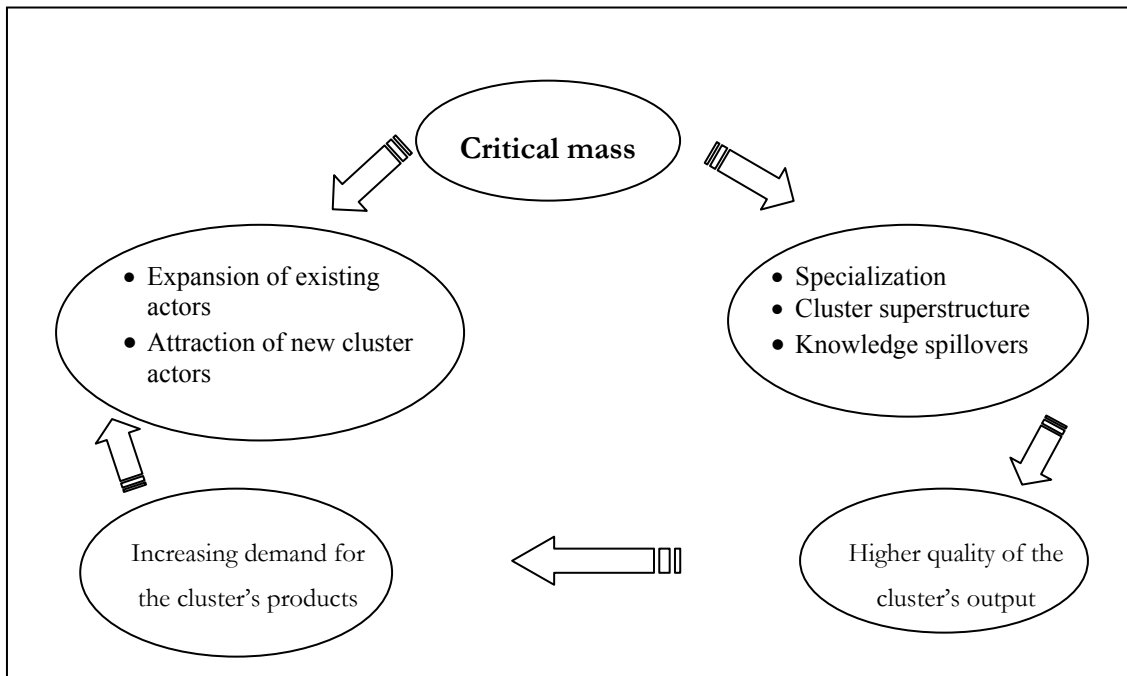 Critical mass
• Expansion of existing
actors
• Attraction of new cluster
actors
• Specialization
• Cluster superstructure
• Knowledge spillovers
Increasing demand for
the cluster’s products
Higher quality of the
cluster’s output